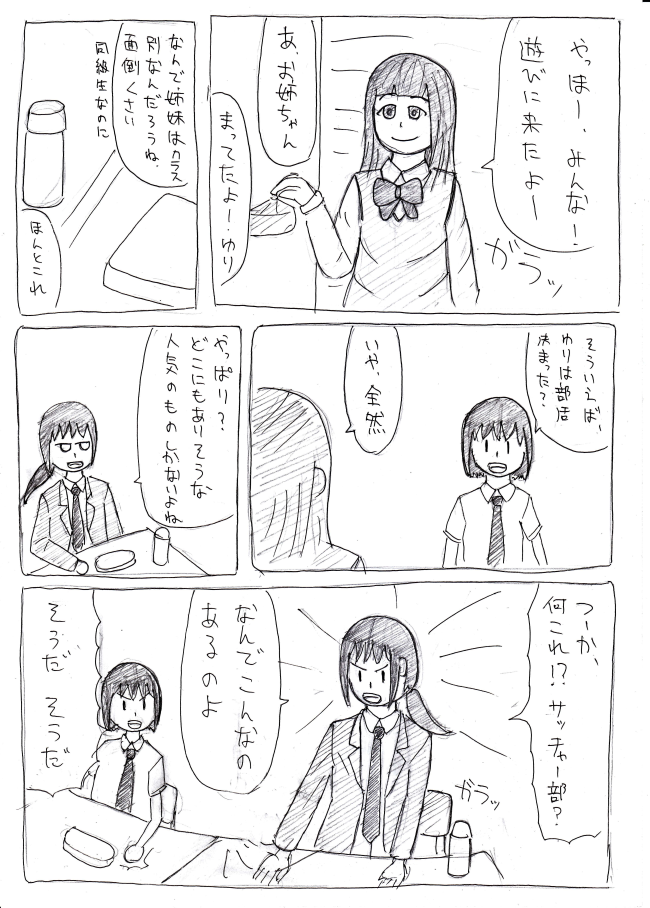 やっほー、みんな!
遊びに来たよー
ガラッ
あ、お姉ちゃん
まってたよー・ゆり
なんで姉妹はクラス
別なんだろうね、
面倒くさい
同級生なのに
ほんとこれ
そういえば、
ゆりは部活
決まった?
いや、全然
やっぱり?
どこにもありそうな
人気のものしかないよね
つーか、
何これ!?サッチャー部?
ガラッ
なんでこんなの
あるのよ
そうだ そうだ